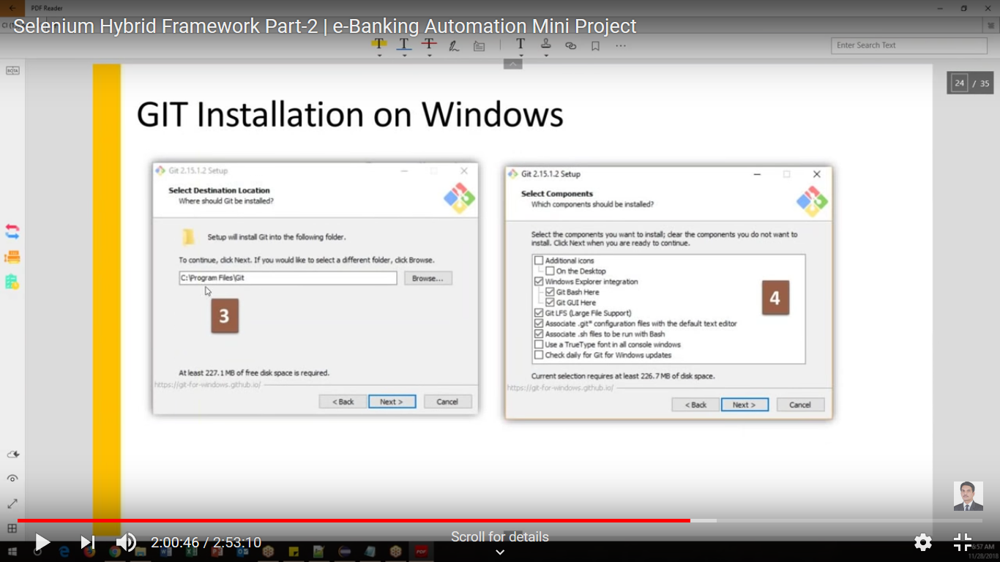 PDF Reader
Selenium Hybrid Framework Part-2 | e-Banking Automation Mini Project
Enter Search Text
24 / 35
GIT Installation on Windows
Git 2.15.1.2 Setup
Select Destination Location
Where should Git be installed?
Setup will install Git into the following folder.
To continue, click Next. If you would like to select a different folder, click Browse.
C:\Program Files\Git
Browse...
3
At least 227.1 MB of free disk space is required.
https://git-for-windows.github.io/
< Back
Next >
Cancel
Git 2.15.1.2 Setup
Select Components
Which components should be installed?
Select the components you want to install; clear the components you do not want to
install. Click Next when you are ready to continue.
Additional icons
On the Desktop
Windows Explorer integration
Git Bash Here
Git GUI Here
Git LFS (Large File Support)
Associate .git* configuration files with the default text editor
Associate .sh files to be run with Bash
Use a TrueType font in all console windows
Check daily for Git for Windows updates
4
Current selection requires at least 226.7 MB of disk space.
https://git-for-windows.github.io/
< Back
Next >
Cancel
2:00:46 / 2:53:10
Scroll for details
6:57 AM
11/28/2018